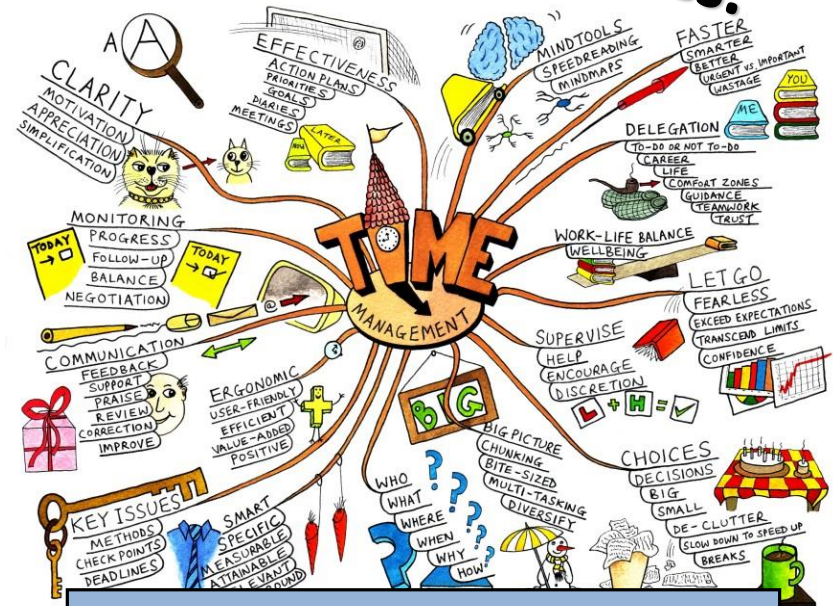 A A
CLARITY
MOTIVATION
APPRECIATION
SIMPLIFICATION
EFFECTIVENESS
ACTION PLANS
PRIORITIES
GOALS
DIARIES
MEETINGS
NOW
LATER
MINDTOOLS
SPEEDREADING
MINDMAPS
FASTER
SMARTER
BETTER
URGENT VS. IMPORTANT
WASTAGE
YOU
ME
DELEGATION
TO-DO OR NOT TO-DO
CAREER
LIFE
COMFORT ZONES
GUIDANCE
TEAMWORK
TRUST
MONITORING
PROGRESS
FOLLOW-UP
BALANCE
NEGOTIATION
TODAY
TODAY
TIME
MANAGEMENT
WORK-LIFE BALANCE
WELLBEING
LET GO
FEARLESS
EXCEED EXPECTATIONS
TRANSCEND LIMITS
CONFIDENCE
@
COMMUNICATION
FEEDBACK
SUPPORT
PRAISE
REVIEW
CORRECTION
IMPROVE
ERGONOMIC
USER-FRIENDLY
EFFICIENT
VALUE-ADDED
POSITIVE
BIG
BIG PICTURE
CHUNKING
BITE-SIZED
MULTI-TASKING
DIVERSIFY
SUPERVISE
HELP
ENCOURAGE
DISCRETION
L + H = ✓
CHOICES
DECISIONS
BIG
SMALL
DE-CLUTTER
SLOW DOWN TO SPEED UP
BREAKS
KEY ISSUES
METHODS
CHECK POINTS
DEADLINES
SMART
SPECIFIC
MEASURABLE
ATTAINABLE
WHO
WHAT
WHERE
WHEN
WHY
HOW